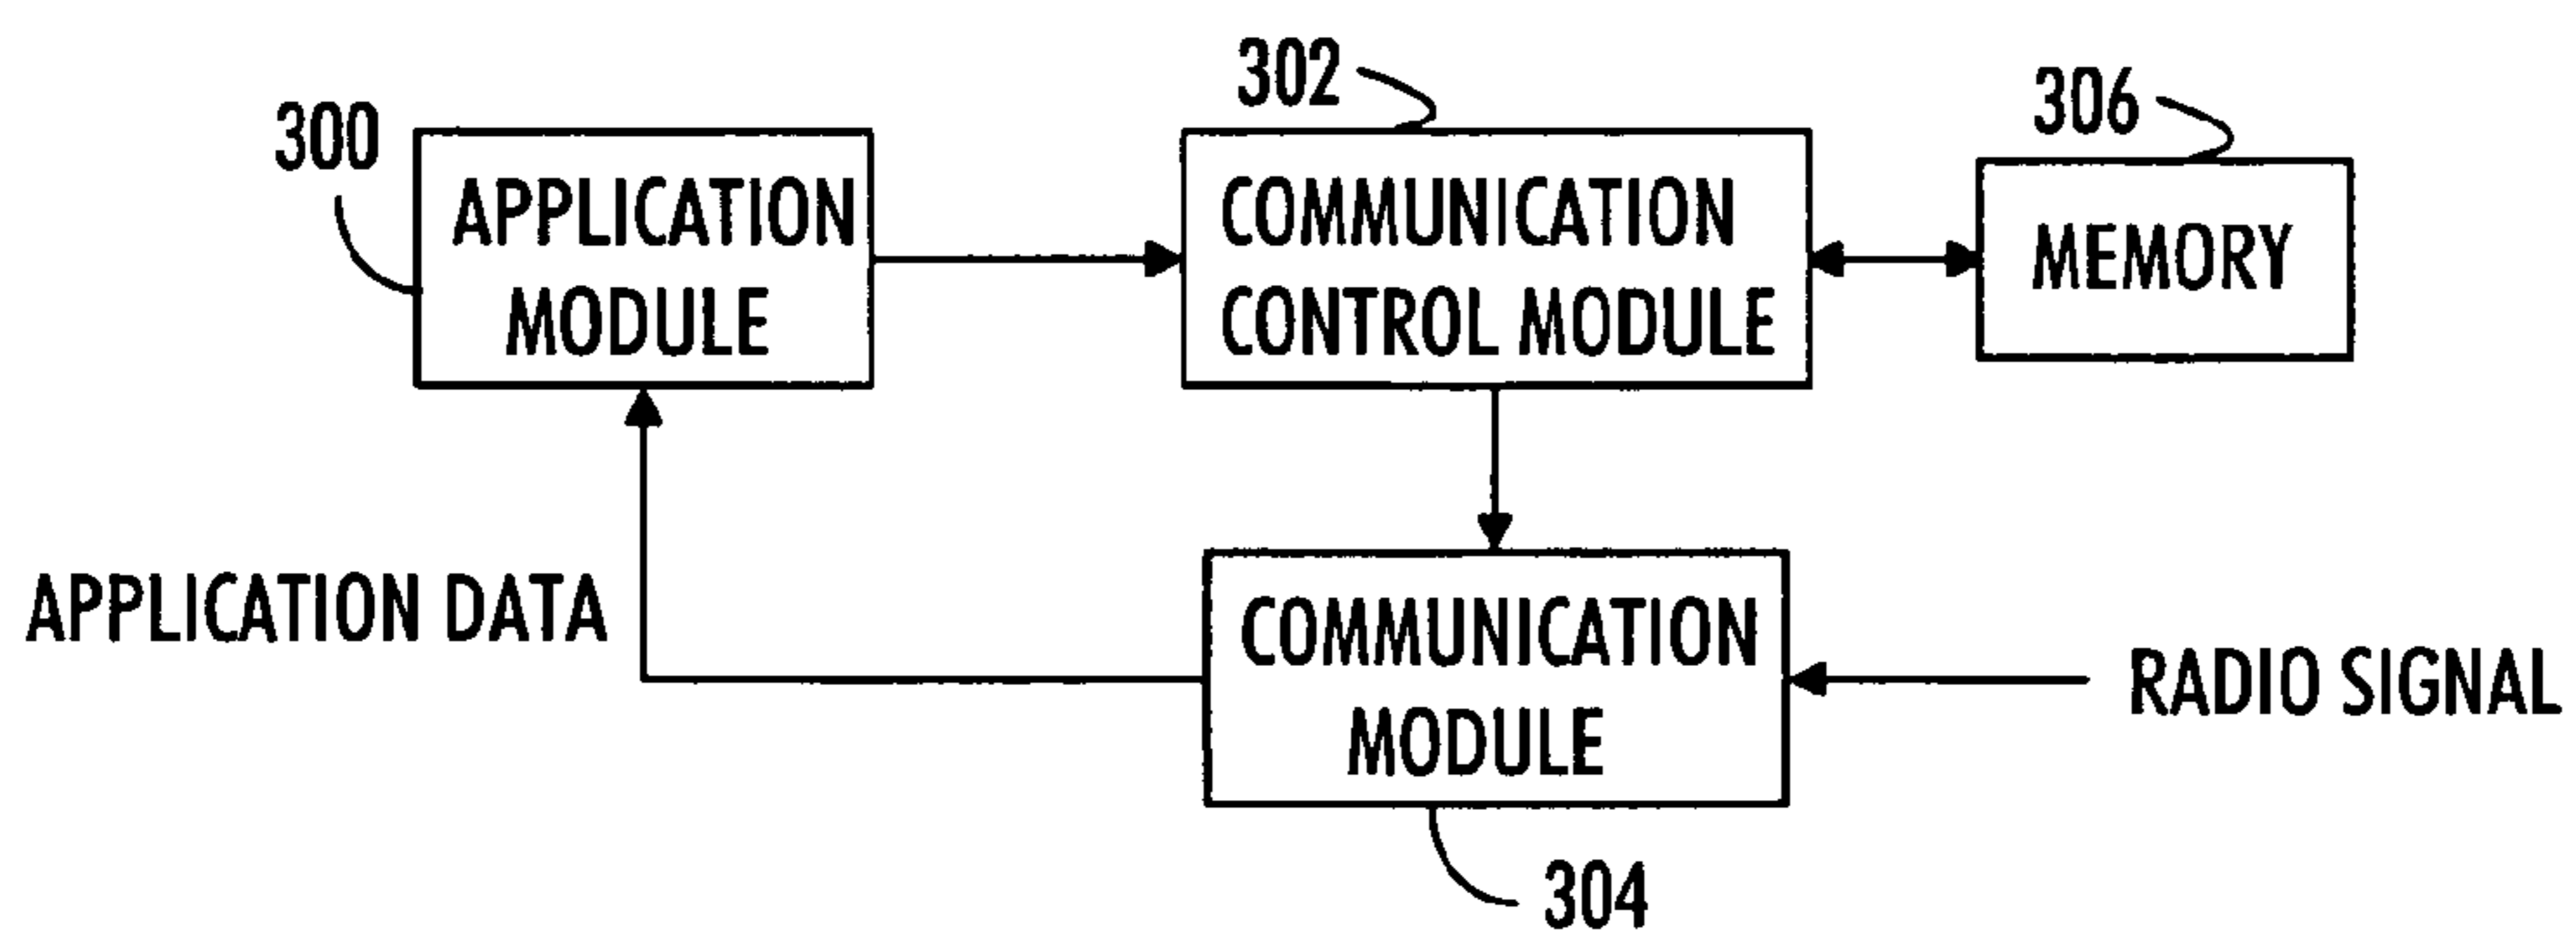 300
APPLICATION
MODULE
302
COMMUNICATION
CONTROL MODULE
306
MEMORY
APPLICATION DATA
COMMUNICATION
MODULE
RADIO SIGNAL
304